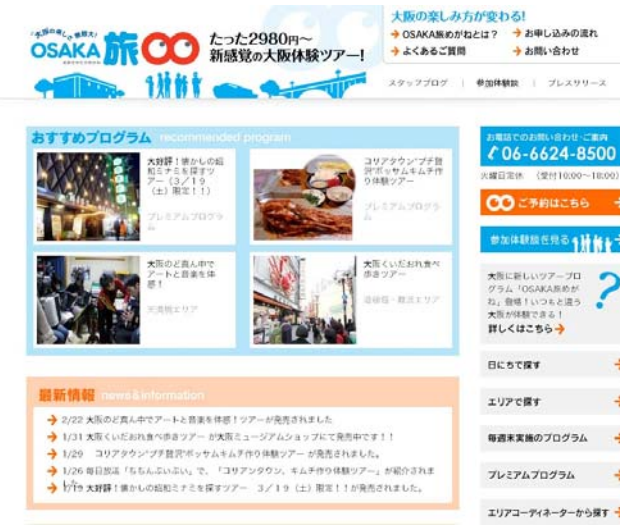 大阪の楽しみ方が変わる!
OSAKA旅めがねとは?
お申し込みの流れ
よくあるご質問
お問い合わせ
OSAKA旅
たった2980円〜
新感覚の大阪体験ツアー!
スタッフブログ | 参加体験談 | プレスリリース
おすすめプログラム recommended program
大好評!懐かしの昭
和ミナミを探すツ
アー(3/19
(土)限定!!)
プレミアムプログラ
ム
コリアタウン"プチ贅
沢"ポッサムキムチ作
り体験ツアー
プレミアムプログラ
ム
大阪のど真ん中で
アートと音楽を体
感!
天満橋エリア
大阪くいだおれ食べ
歩きツアー
道頓堀・難波エリア
最新情報 news&information
2/22 大阪のど真ん中でアートと音楽を体感!ツアーが発売されました
1/31 大阪くいだおれ食べ歩きツアー が大阪ミュージアムショップにて発売中です!!
1/29 コリアタウン"プチ贅沢"ポッサムキムチ作り体験ツアー が発売されました。
1/26 毎日放送「ちちんぷいぷい」で、「コリアンタウン、キムチ作り体験ツアー」が紹介されま
した。
1/19 大好評!懐かしの昭和ミナミを探すツアー 3/19(土)限定!!が発売されました。
お電話でのお問い合わせ・ご案内
06-6624-8500
火曜日定休 (受付10:00〜18:00)
ご予約はこちら
参加体験談を見る
大阪に新しいツアープロ
グラム「OSAKA旅めが
ね」登場!いつもと違う
大阪が体験できる!
詳しくはこちら
?
日にちで探す
エリアで探す
毎週末実施のプログラム
プレミアムプログラム
エリアコーディネーターから探す